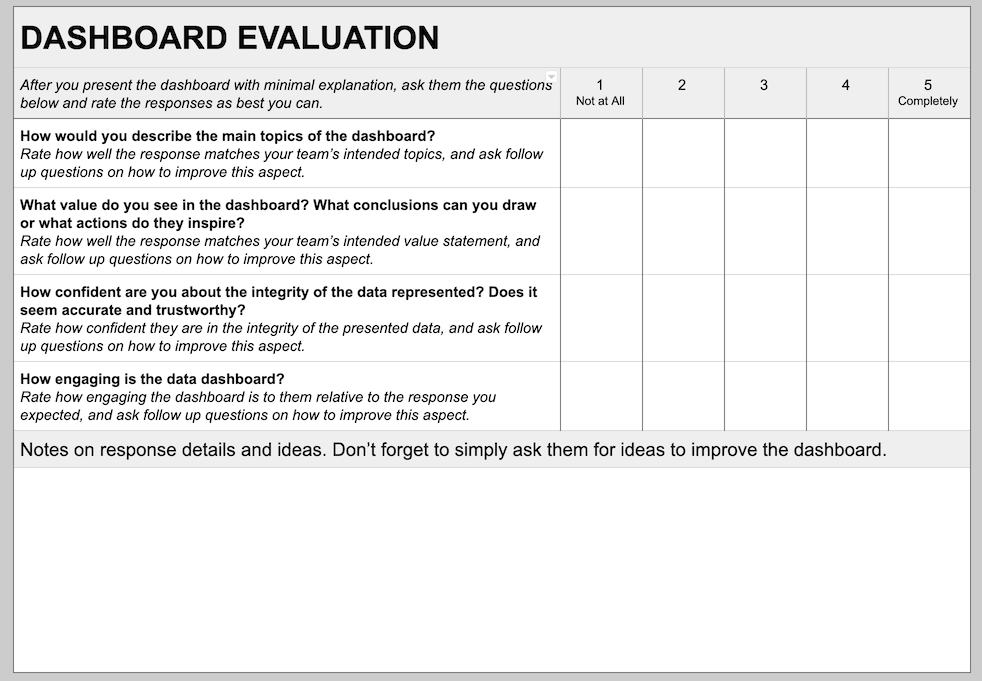 DASHBOARD EVALUATION
After you present the dashboard with minimal explanation, ask them the questions
below and rate the responses as best you can.
1
Not at All
2
3
4
5
Completely
How would you describe the main topics of the dashboard?
Rate how well the response matches your team's intended topics, and ask follow
up questions on how to improve this aspect.
What value do you see in the dashboard? What conclusions can you draw
or what actions do they inspire?
Rate how well the response matches your team's intended value statement, and
ask follow up questions on how to improve this aspect.
How confident are you about the integrity of the data represented? Does it
seem accurate and trustworthy?
Rate how confident they are in the integrity of the presented data, and ask follow
up questions on how to improve this aspect.
How engaging is the data dashboard?
Rate how engaging the dashboard is to them relative to the response you
expected, and ask follow up questions on how to improve this aspect.
Notes on response details and ideas. Don't forget to simply ask them for ideas to improve the dashboard.